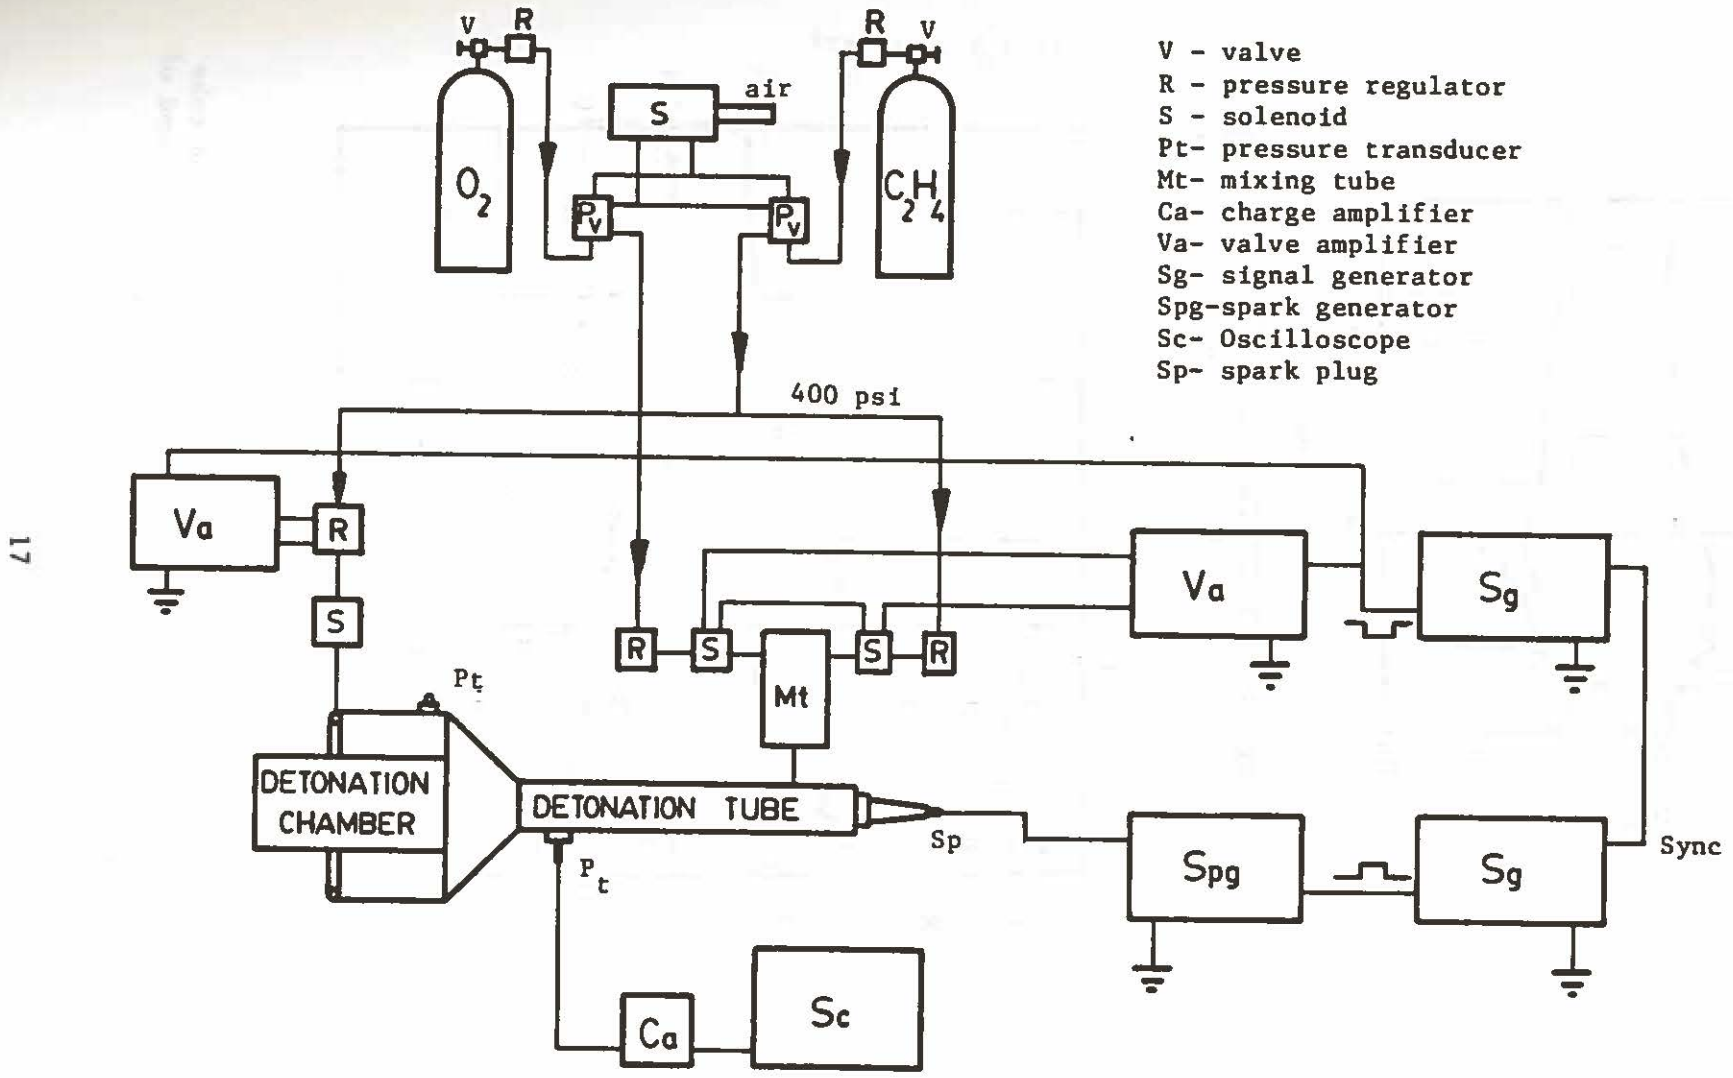 V R
R V
V - valve
R - pressure regulator
S - solenoid
Pt- pressure transducer
Mt- mixing tube
Ca- charge amplifier
Va- valve amplifier
Sg- signal generator
Spg-spark generator
Sc- Oscilloscope
Sp- spark plug
S
air
O2
C2H4
Pv
Pv
400 psi
17
Va
R
Va
Sg
S
R
S
S
R
Mt
Pt
DETONATION
CHAMBER
DETONATION TUBE
Sp
Pt
Spg
Sg
Sync
Ca
Sc